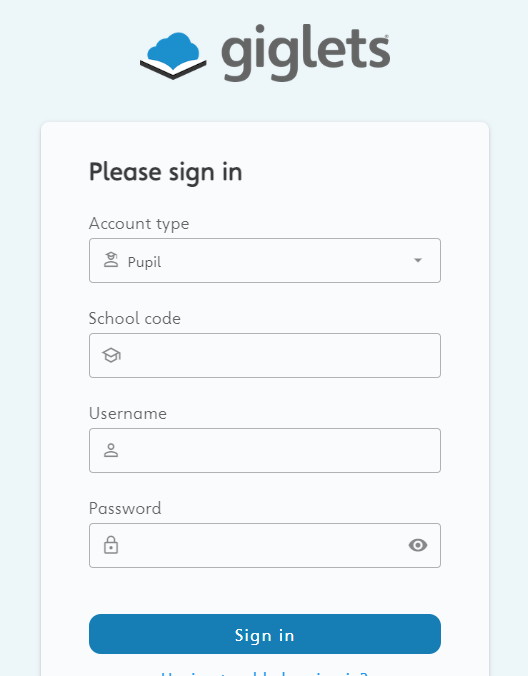 giglets
Please sign in
Account type
Pupil
School code
Username
Password
Sign in